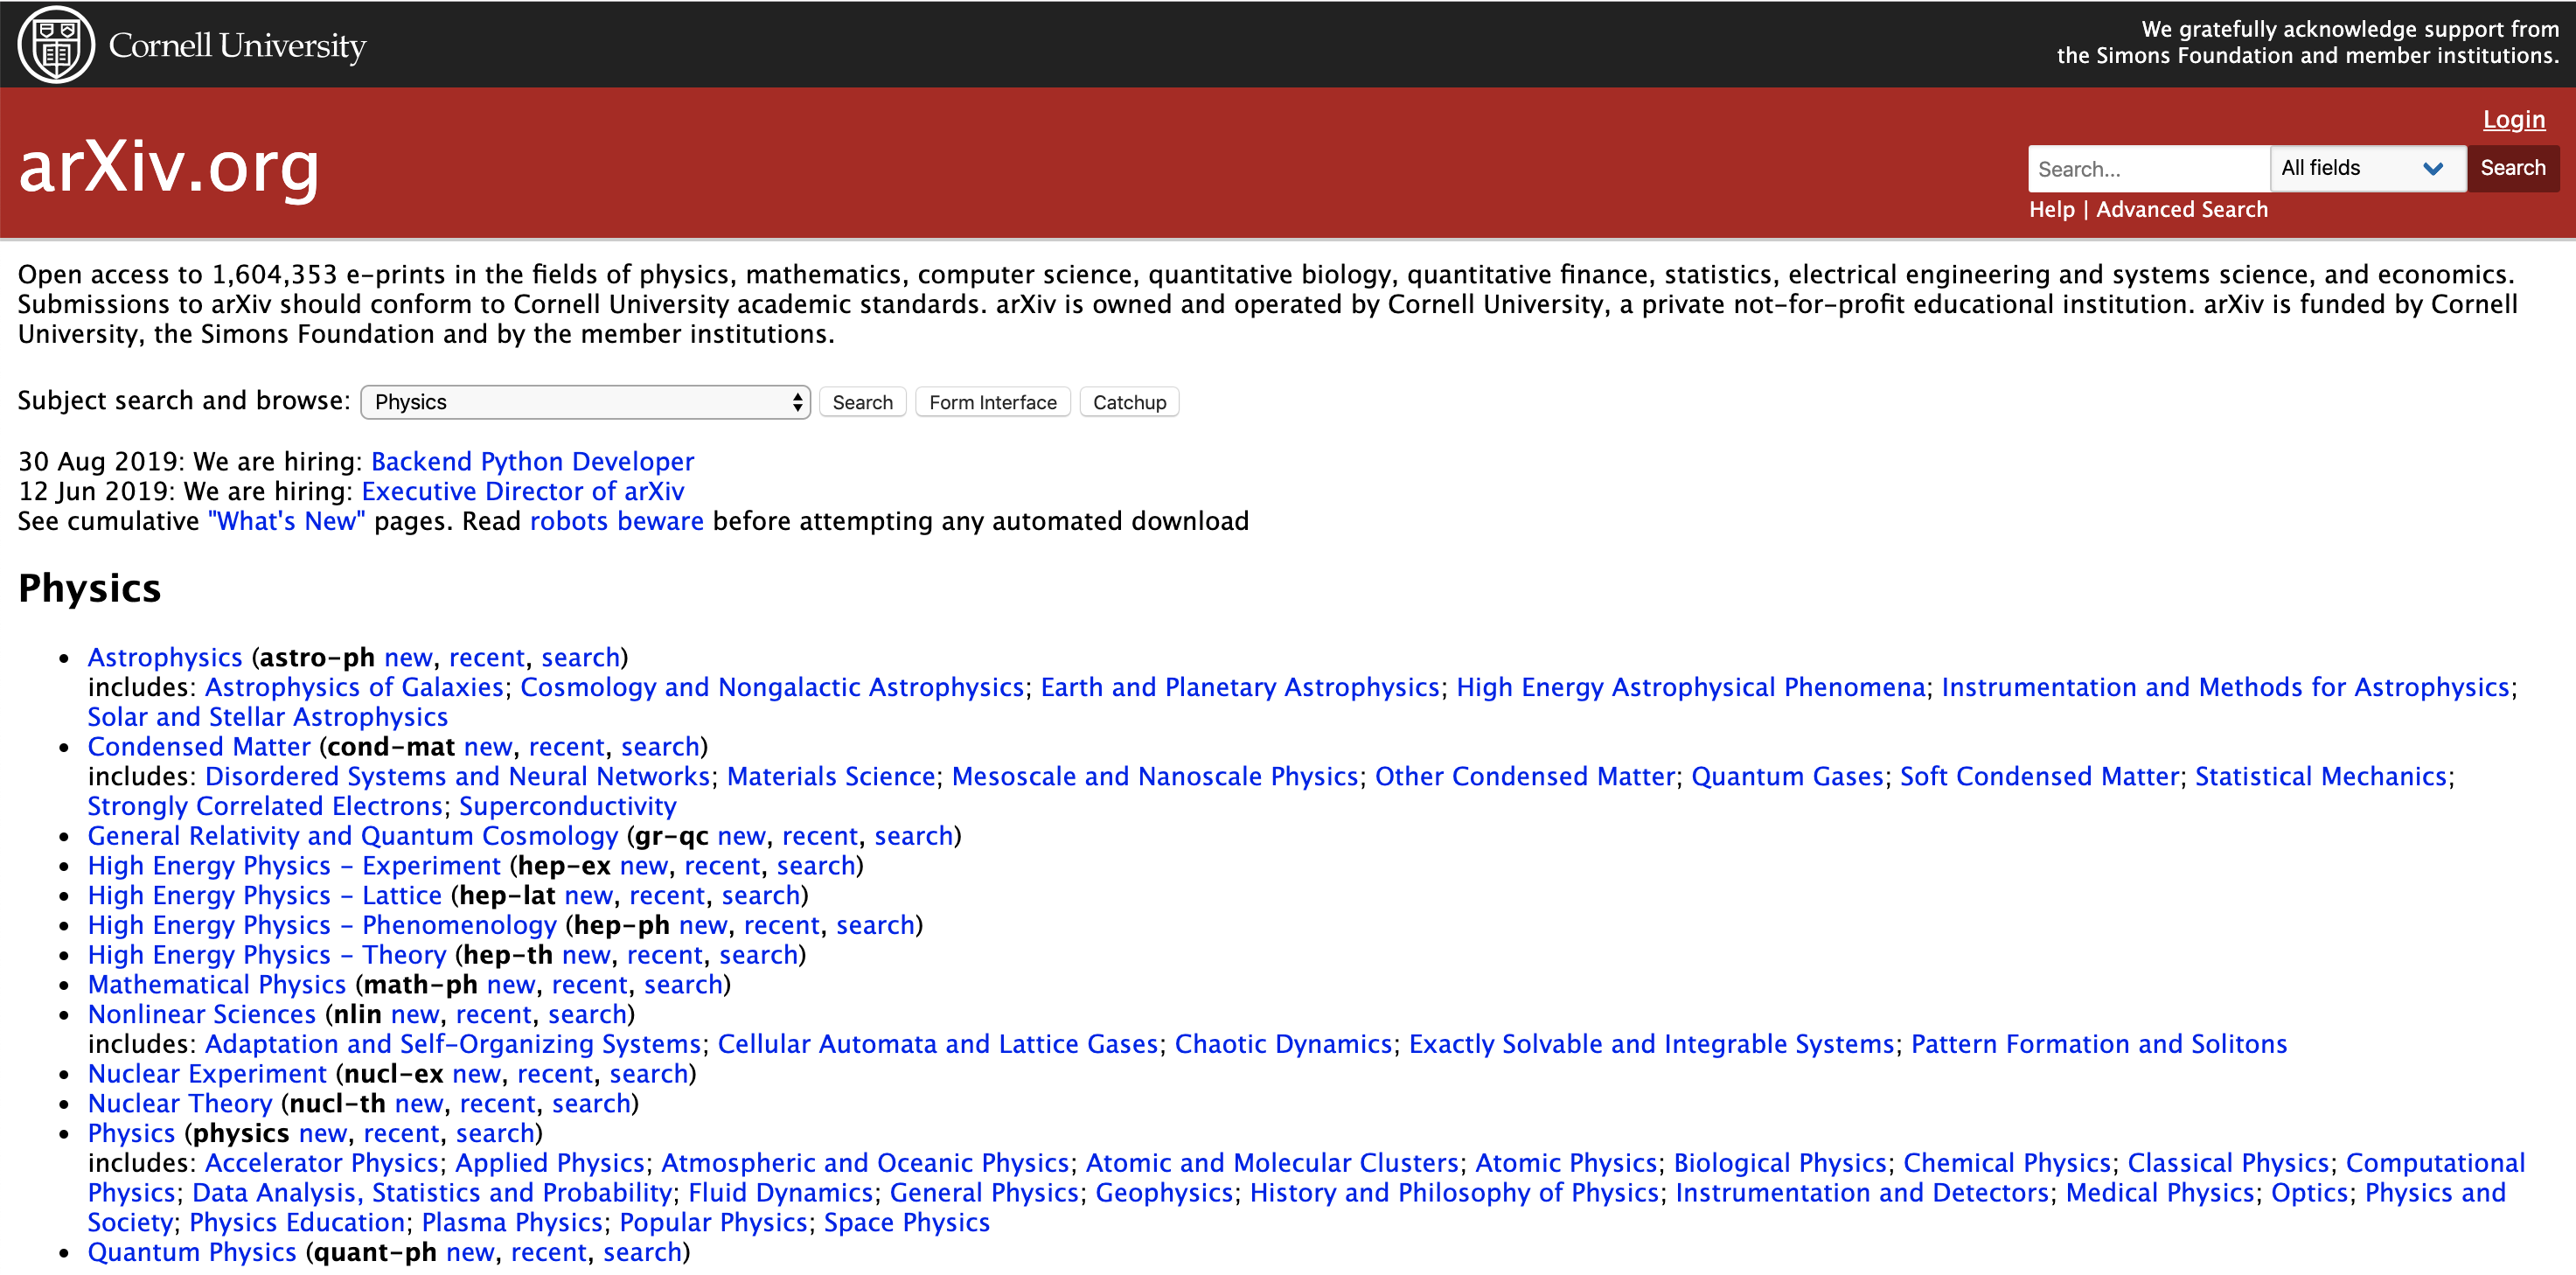 Cornell University
We gratefully acknowledge support from
the Simons Foundation and member institutions.
arXiv.org
Login
Search...
All fields
Search
Help | Advanced Search
Open access to 1,604,353 e-prints in the fields of physics, mathematics, computer science, quantitative biology, quantitative finance, statistics, electrical engineering and systems science, and economics.
Submissions to arXiv should conform to Cornell University academic standards. arXiv is owned and operated by Cornell University, a private not-for-profit educational institution. arXiv is funded by Cornell
University, the Simons Foundation and by the member institutions.
Subject search and browse: Physics Search Form Interface Catchup
30 Aug 2019: We are hiring: Backend Python Developer
12 Jun 2019: We are hiring: Executive Director of arXiv
See cumulative "What's New" pages. Read robots beware before attempting any automated download
Physics
• Astrophysics (astro-ph new, recent, search)
includes: Astrophysics of Galaxies; Cosmology and Nongalactic Astrophysics; Earth and Planetary Astrophysics; High Energy Astrophysical Phenomena; Instrumentation and Methods for Astrophysics;
Solar and Stellar Astrophysics
• Condensed Matter (cond-mat new, recent, search)
includes: Disordered Systems and Neural Networks; Materials Science; Mesoscale and Nanoscale Physics; Other Condensed Matter; Quantum Gases; Soft Condensed Matter; Statistical Mechanics;
Strongly Correlated Electrons; Superconductivity
• General Relativity and Quantum Cosmology (gr-qc new, recent, search)
• High Energy Physics - Experiment (hep-ex new, recent, search)
• High Energy Physics - Lattice (hep-lat new, recent, search)
• High Energy Physics - Phenomenology (hep-ph new, recent, search)
• High Energy Physics - Theory (hep-th new, recent, search)
• Mathematical Physics (math-ph new, recent, search)
• Nonlinear Sciences (nlin new, recent, search)
includes: Adaptation and Self-Organizing Systems; Cellular Automata and Lattice Gases; Chaotic Dynamics; Exactly Solvable and Integrable Systems; Pattern Formation and Solitons
• Nuclear Experiment (nucl-ex new, recent, search)
• Nuclear Theory (nucl-th new, recent, search)
• Physics (physics new, recent, search)
includes: Accelerator Physics; Applied Physics; Atmospheric and Oceanic Physics; Atomic and Molecular Clusters; Atomic Physics; Biological Physics; Chemical Physics; Classical Physics; Computational
Physics; Data Analysis, Statistics and Probability; Fluid Dynamics; General Physics; Geophysics; History and Philosophy of Physics; Instrumentation and Detectors; Medical Physics; Optics; Physics and
Society; Physics Education; Plasma Physics; Popular Physics; Space Physics
• Quantum Physics (quant-ph new, recent, search)